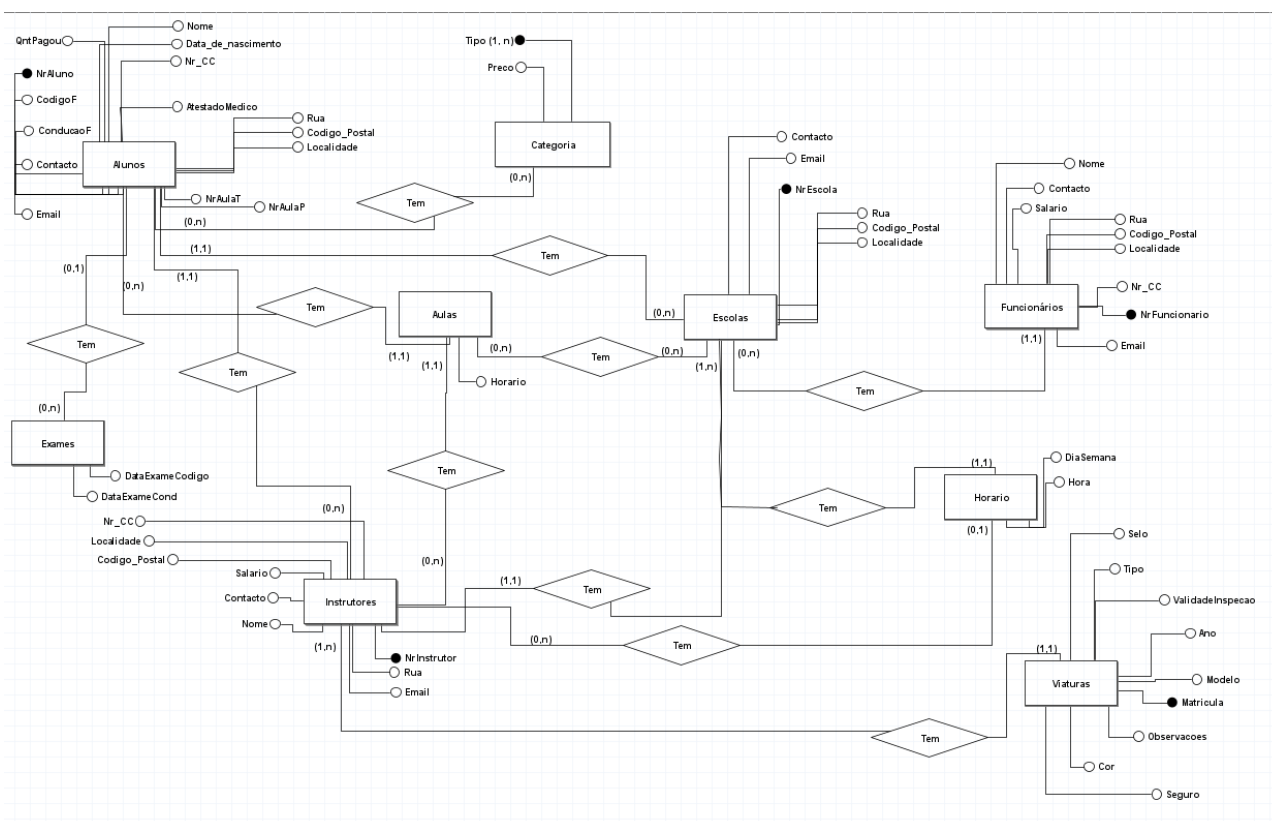 Nome
QntPagou
Data_de_nascimento
Nr_CC
NrAluno
CodigoF
AtestadoMedico
ConducaoF
Rua
Codigo_Postal
Localidade
Contacto
Alunos
NrAulaT
NrAulaP
Email
(0,n)
(1,1)
(0,1)
(0,n)
(1,1)
Tipo (1, n)
Preco
Categoria
(0,n)
Tem
Contacto
Email
NrEscola
Rua
Codigo_Postal
Localidade
Tem
Escolas
(0,n)
(0,n)
(1,n)
(0,n)
Nome
Contacto
Salario
Rua
Codigo_Postal
Localidade
Nr_CC
Funcionários
NrFuncionario
(1,1)
Email
Tem
Tem
Aulas
(1,1)
(1,1)
(0,n)
Horario
Tem
Tem
Tem
(0,n)
Exames
DataExameCodigo
DataExameCond
Tem
(0,n)
(0,n)
DiaSemana
(1,1)
Hora
Horario
(0,1)
Tem
Nr_CC
Localidade
Codigo_Postal
Salario
Contacto
Instrutores
Nome
(1,n)
NrInstrutor
Rua
Email
(1,1)
Tem
(0,n)
Tem
Selo
Tipo
ValidadeInspecao
Ano
(1,1)
Modelo
Viaturas
Matricula
Observacoes
Cor
Seguro
Tem